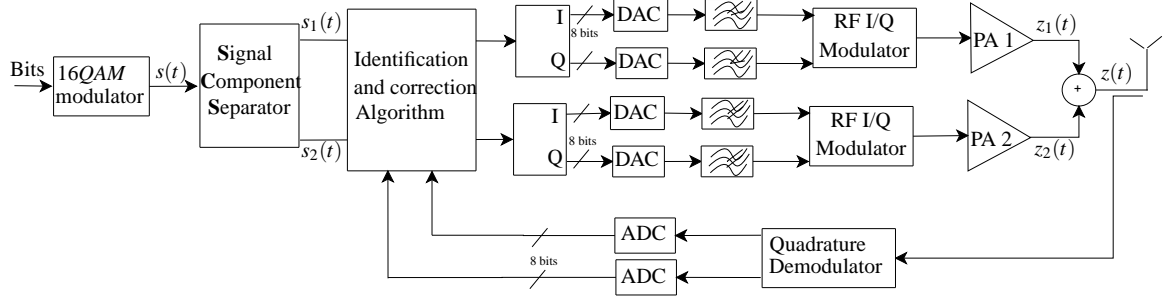 Bits
16QAM
modulator
s(t)
Signal
Component
Separator
s₁(t)
s₂(t)
Identification
and correction
Algorithm
I
Q
8 bits
DAC
DAC
RF I/Q
Modulator
PA 1
z₁(t)
I
Q
8 bits
DAC
DAC
RF I/Q
Modulator
PA 2
z₂(t)
+
z(t)
8 bits
ADC
ADC
Quadrature
Demodulator